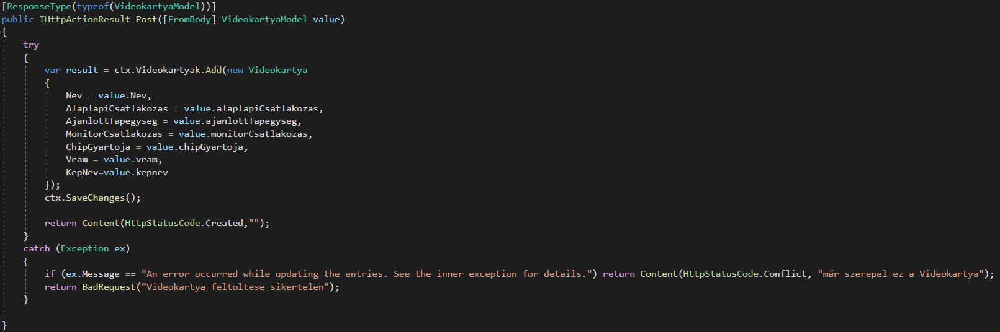 [ResponseType(typeof(VideokartyaModel))]
public IHttpActionResult Post([FromBody] VideokartyaModel value)
{
    try
    {
        var result = ctx.Videokartyak.Add(new Videokartya
        {
            Nev = value.Nev,
            AlaplapiCsatlakozas = value.alaplapiCsatlakozas,
            AjanlottTapegyseg = value.ajanlottTapegyseg,
            MonitorCsatlakozas = value.monitorCsatlakozas,
            ChipGyartoja = value.chipGyartoja,
            Vram = value.vram,
            KepNev=value.kepnev
        });
        ctx.SaveChanges();

        return Content(HttpStatusCode.Created,"");
    }
    catch (Exception ex)
    {
        if (ex.Message == "An error occurred while updating the entries. See the inner exception for details.") return Content(HttpStatusCode.Conflict, "már szerepel ez a Videokartya");
        return BadRequest("Videokartya feltoltese sikertelen");
    }

}